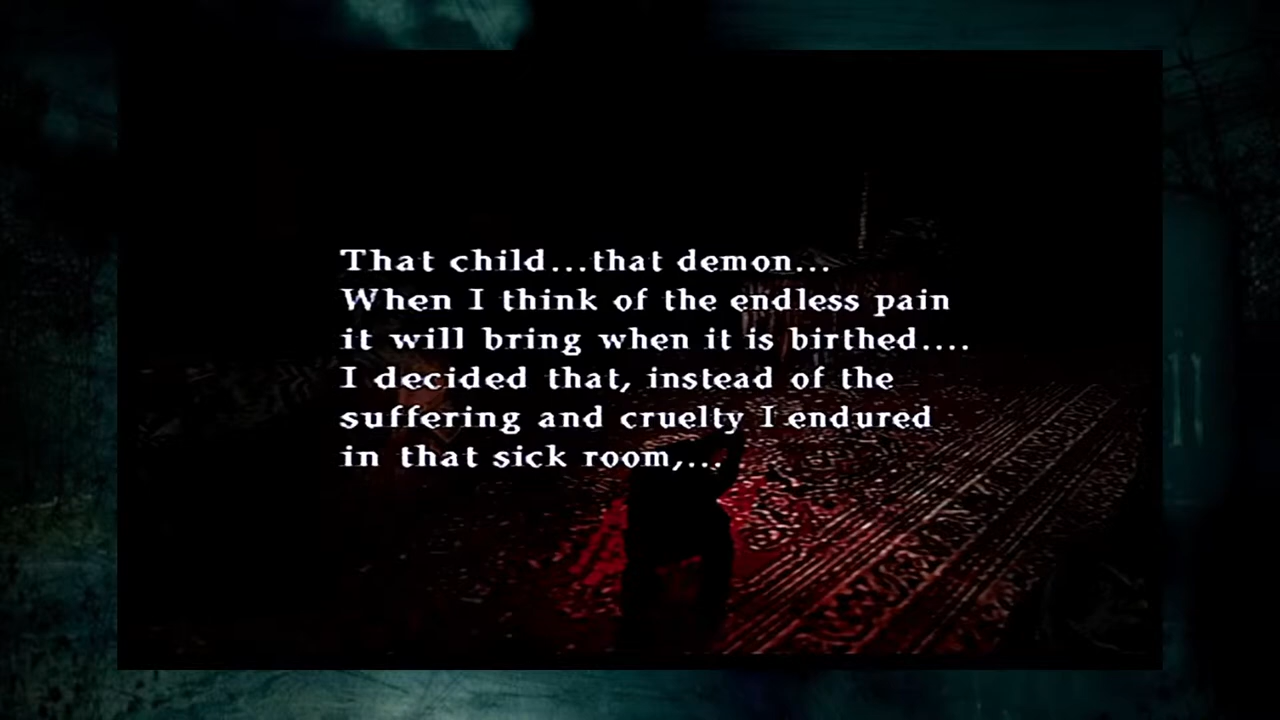 That child...that demon...
When I think of the endless pain
it will bring when it is birthed....
I decided that, instead of the
suffering and cruelty I endured
in that sick room,...